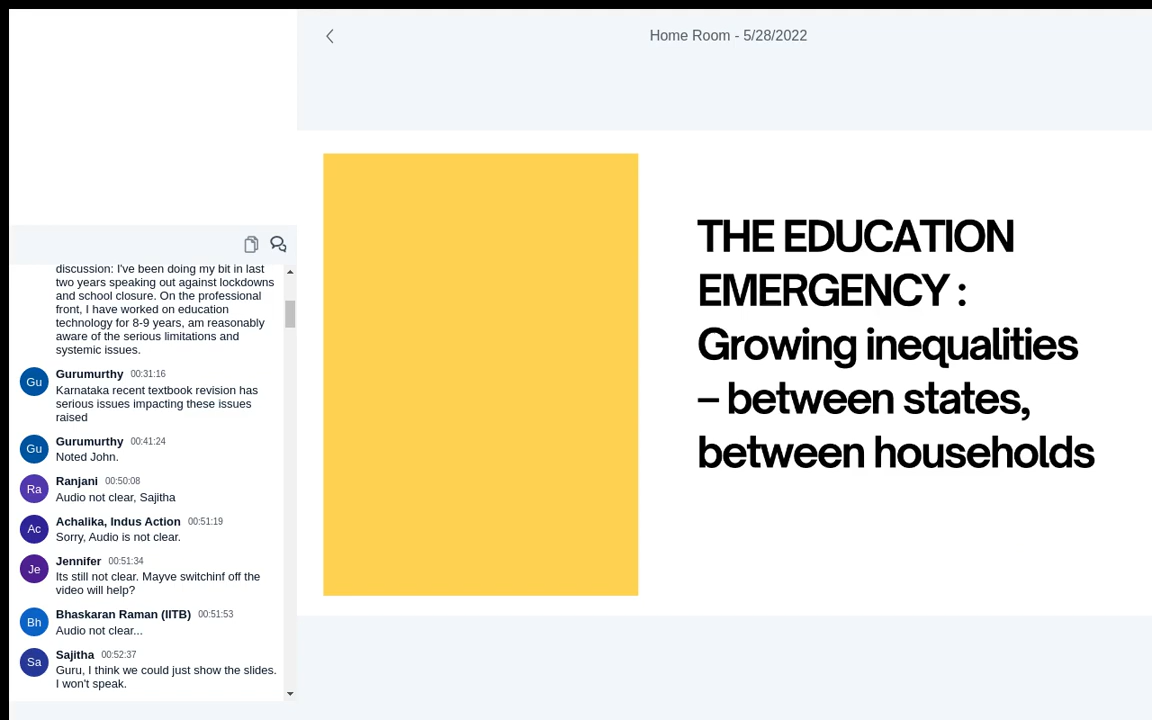 Home Room - 5/28/2022
discussion: I've been doing my bit in last
two years speaking out against lockdowns
and school closure. On the professional
front, I have worked on education
technology for 8-9 years, am reasonably
aware of the serious limitations and
systemic issues.
Gu
Gurumurthy 00:31:16
Karnataka recent textbook revision has
serious issues impacting these issues
raised
Gu
Gurumurthy 00:41:24
Noted John.
Ra
Ranjani 00:50:08
Audio not clear, Sajitha
Ac
Achalika, Indus Action 00:51:19
Sorry, Audio is not clear.
Je
Jennifer 00:51:34
Its still not clear. Mayve switchinf off the
video will help?
Bh
Bhaskaran Raman (IITB) 00:51:53
Audio not clear...
Sa
Sajitha 00:52:37
Guru, I think we could just show the slides.
I won't speak.
THE EDUCATION
EMERGENCY :
Growing inequalities
– between states,
between households